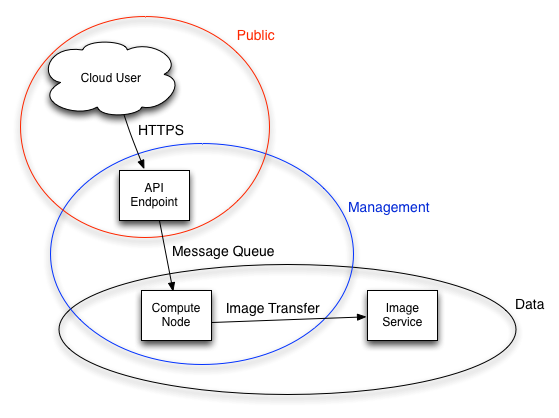 Public
Cloud User
HTTPS
API
Endpoint
Management
Message Queue
Data
Compute
Node
Image Transfer
Image
Service